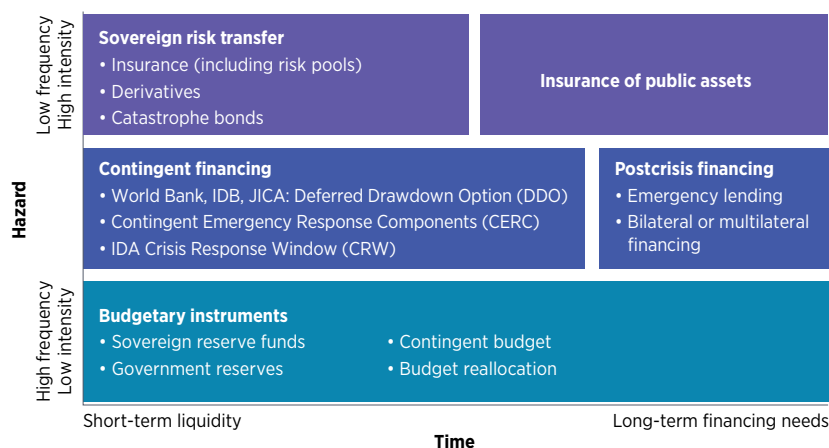 Hazard
Low frequency
High intensity
Sovereign risk transfer
• Insurance (including risk pools)
• Derivatives
• Catastrophe bonds
Insurance of public assets
Contingent financing
• World Bank, IDB, JICA: Deferred Drawdown Option (DDO)
• Contingent Emergency Response Components (CERC)
• IDA Crisis Response Window (CRW)
Postcrisis financing
• Emergency lending
• Bilateral or multilateral
financing
High frequency
Low intensity
Budgetary instruments
• Sovereign reserve funds
• Government reserves
• Contingent budget
• Budget reallocation
Short-term liquidity
Long-term financing needs
Time